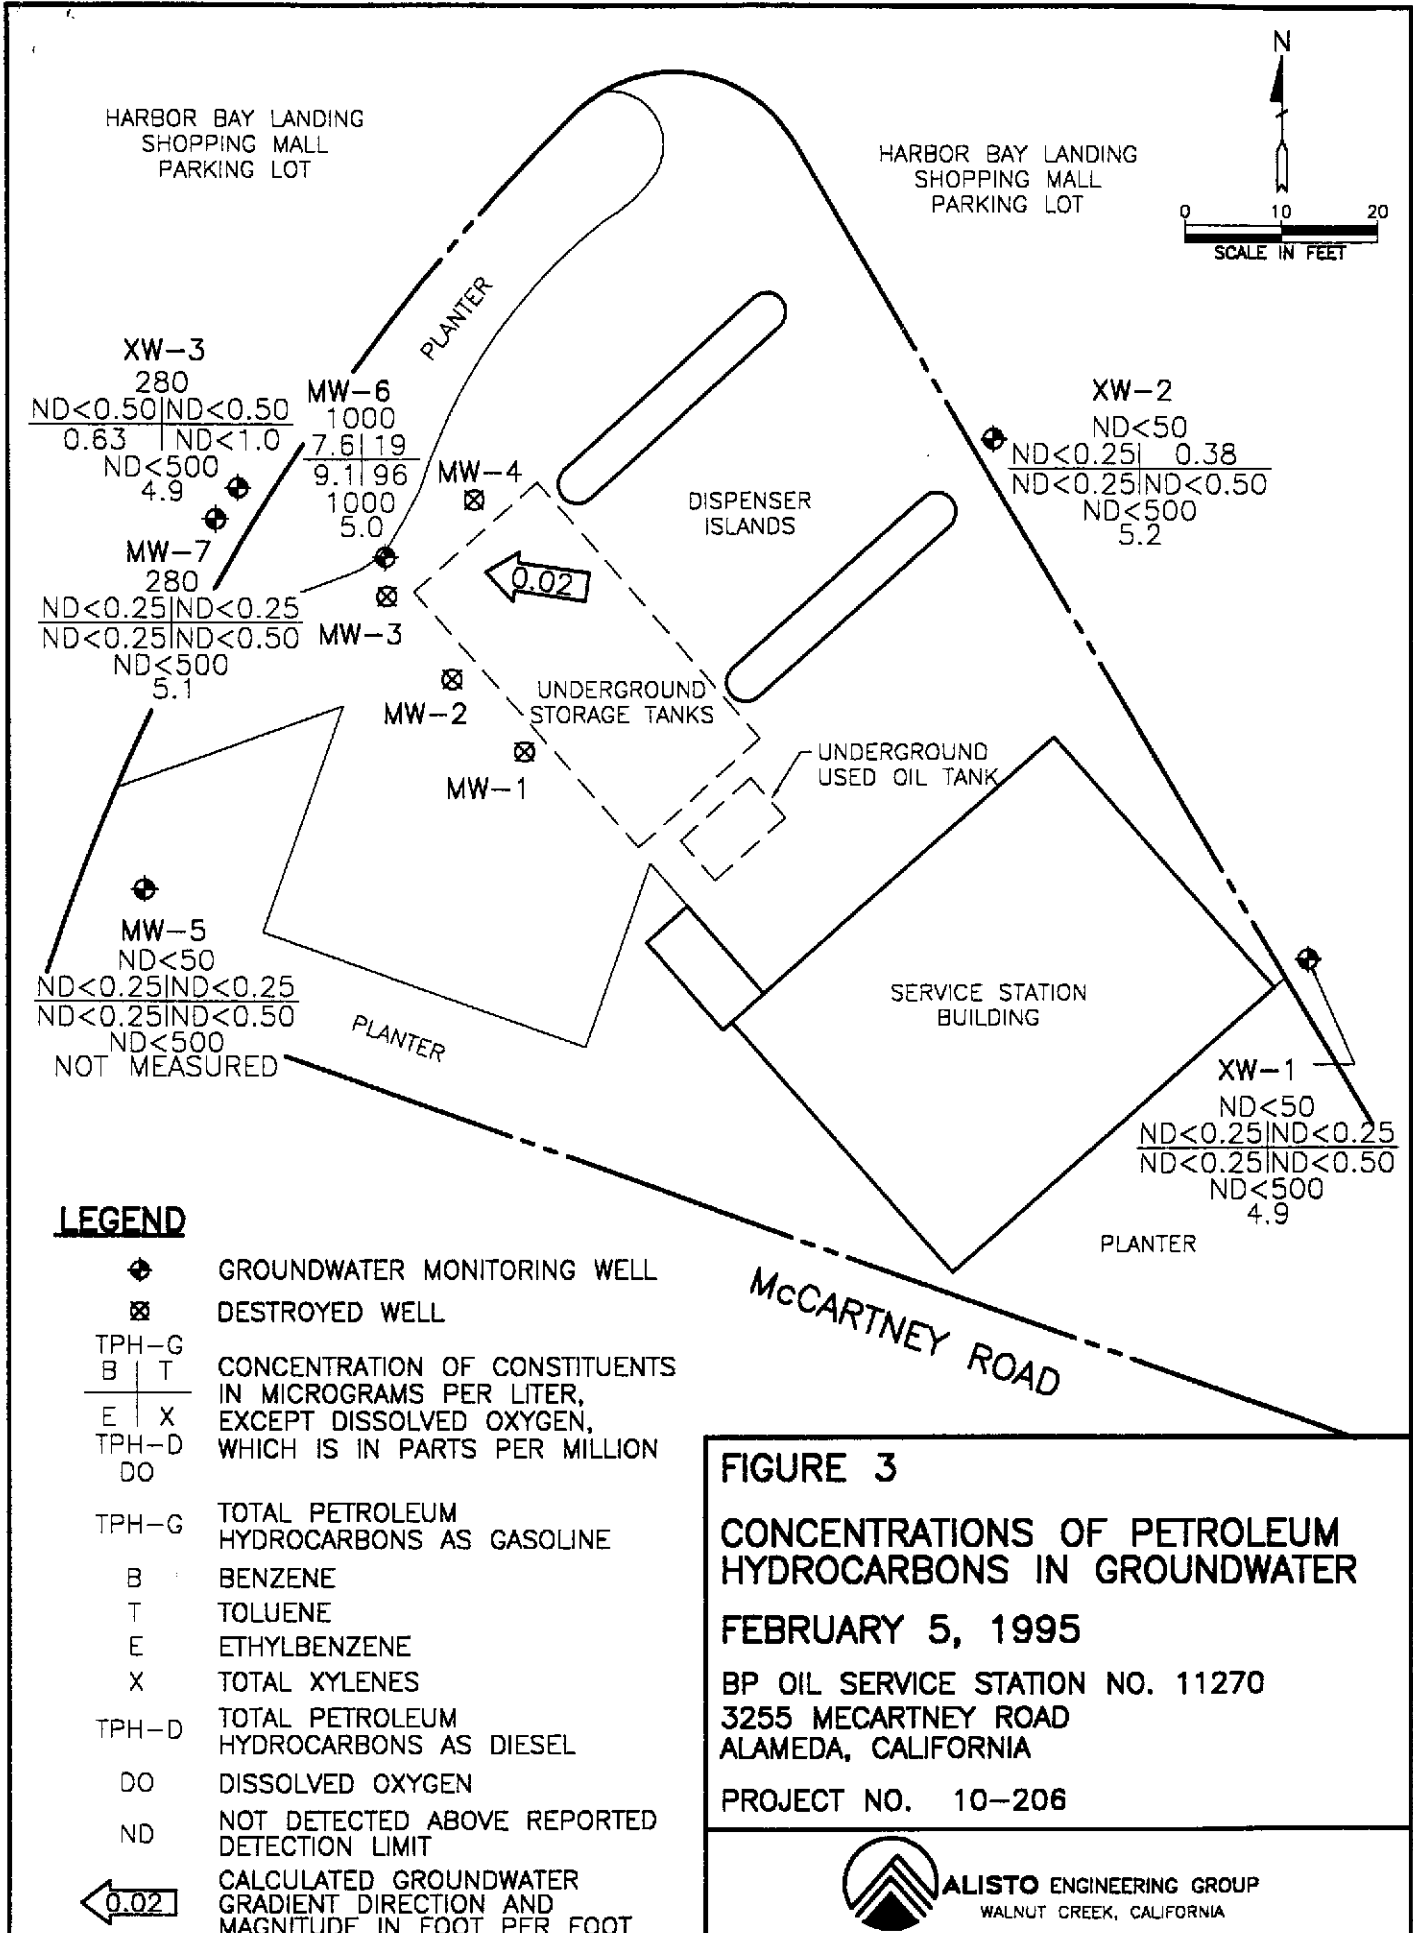 HARBOR BAY LANDING
SHOPPING MALL
PARKING LOT
HARBOR BAY LANDING
SHOPPING MALL
PARKING LOT
N
0 10 20
SCALE IN FEET
PLANTER
XW-3
280
ND<0.50|ND<0.50
0.63 | ND<1.0
ND<500
4.9
MW-6
1000
7.6|19
9.1|96
1000
5.0
MW-4
XW-2
ND<50
ND<0.25| 0.38
ND<0.25|ND<0.50
ND<500
5.2
DISPENSER
ISLANDS
MW-7
280
ND<0.25|ND<0.25
ND<0.25|ND<0.50
ND<500
5.1
0.02
MW-3
MW-2
MW-1
UNDERGROUND
STORAGE TANKS
UNDERGROUND
USED OIL TANK
MW-5
ND<50
ND<0.25|ND<0.25
ND<0.25|ND<0.50
ND<500
NOT MEASURED
PLANTER
SERVICE STATION
BUILDING
XW-1
ND<50
ND<0.25|ND<0.25
ND<0.25|ND<0.50
ND<500
4.9
PLANTER
McCARTNEY ROAD
LEGEND
GROUNDWATER MONITORING WELL
DESTROYED WELL
TPH-G
B | T
E | X
TPH-D
DO
CONCENTRATION OF CONSTITUENTS
IN MICROGRAMS PER LITER,
EXCEPT DISSOLVED OXYGEN,
WHICH IS IN PARTS PER MILLION
TPH-G TOTAL PETROLEUM
HYDROCARBONS AS GASOLINE
B BENZENE
T TOLUENE
E ETHYLBENZENE
X TOTAL XYLENES
TPH-D TOTAL PETROLEUM
HYDROCARBONS AS DIESEL
DO DISSOLVED OXYGEN
ND NOT DETECTED ABOVE REPORTED
DETECTION LIMIT
0.02 CALCULATED GROUNDWATER
GRADIENT DIRECTION AND
MAGNITUDE IN FOOT PER FOOT
FIGURE 3
CONCENTRATIONS OF PETROLEUM
HYDROCARBONS IN GROUNDWATER
FEBRUARY 5, 1995
BP OIL SERVICE STATION NO. 11270
3255 MECARTNEY ROAD
ALAMEDA, CALIFORNIA
PROJECT NO. 10-206
ALISTO ENGINEERING GROUP
WALNUT CREEK, CALIFORNIA